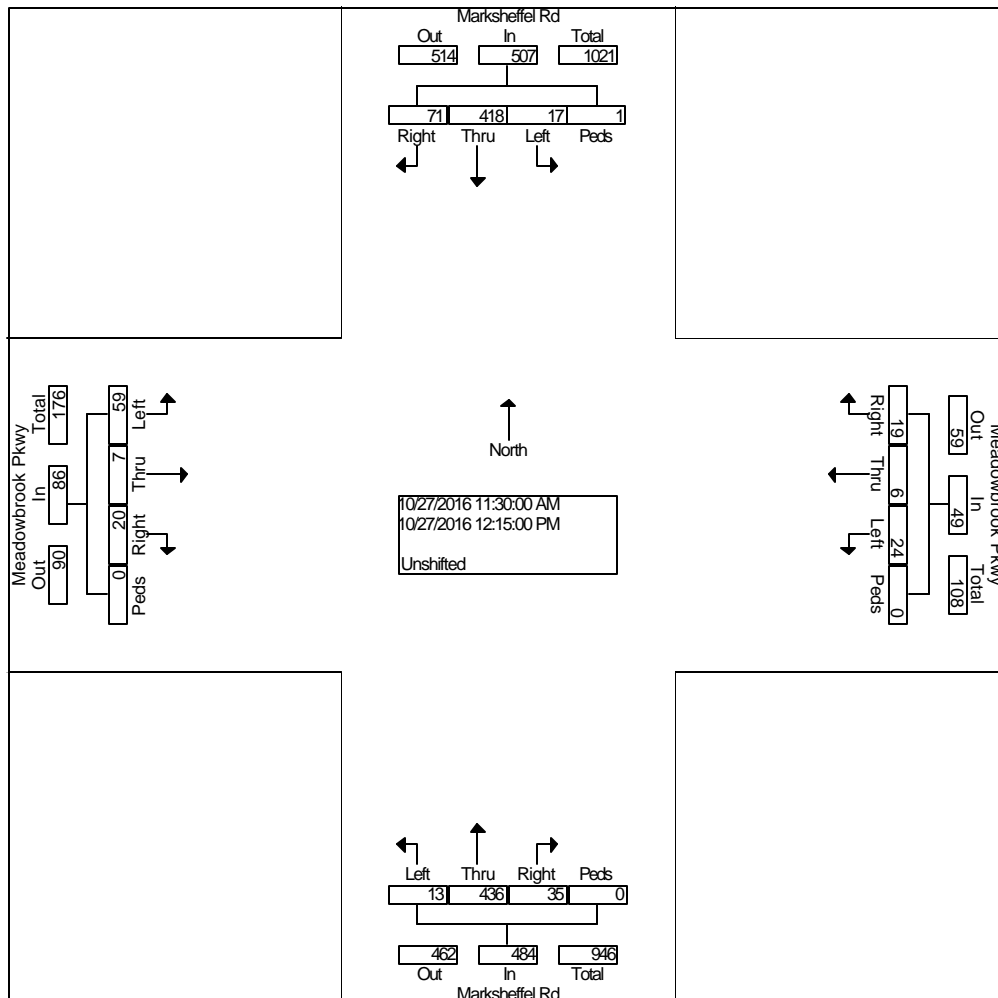 Marksheffel Rd
Out In Total
514 507 1021
71 418 17 1
Right Thru Left Peds
Meadowbrook Pkwy
Total In Out
176 86 90
59 7 20 0
Left Thru Right Peds
North
10/27/2016 11:30:00 AM
10/27/2016 12:15:00 PM
Unshifted
Right Thru Left Peds
19 6 24 0
59 49 108
Out In Total
Meadowbrook Pkwy
Left Thru Right Peds
13 436 35 0
462 484 946
Out In Total
Marksheffel Rd